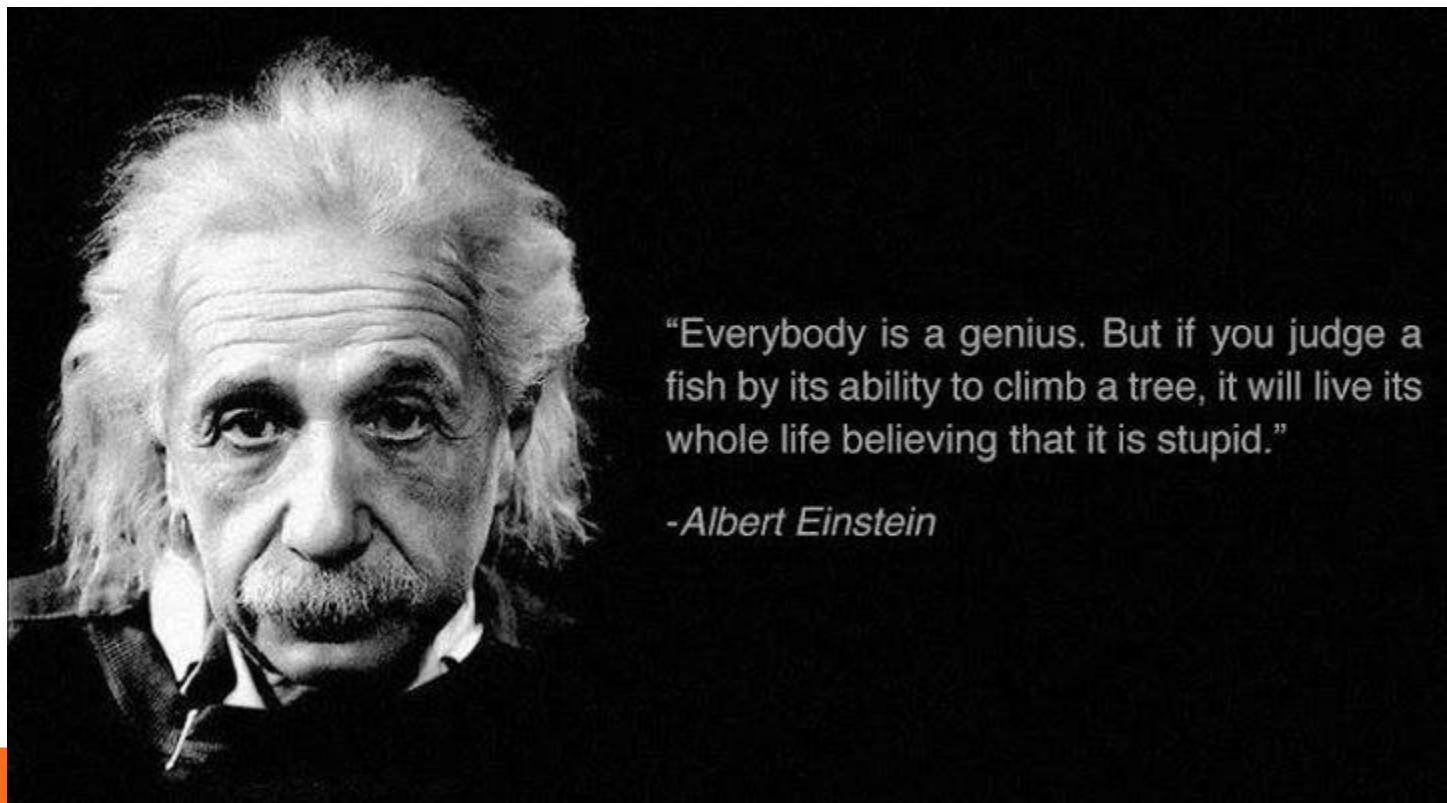 “Everybody is a genius. But if you judge a
fish by its ability to climb a tree, it will live its
whole life believing that it is stupid.”
-Albert Einstein